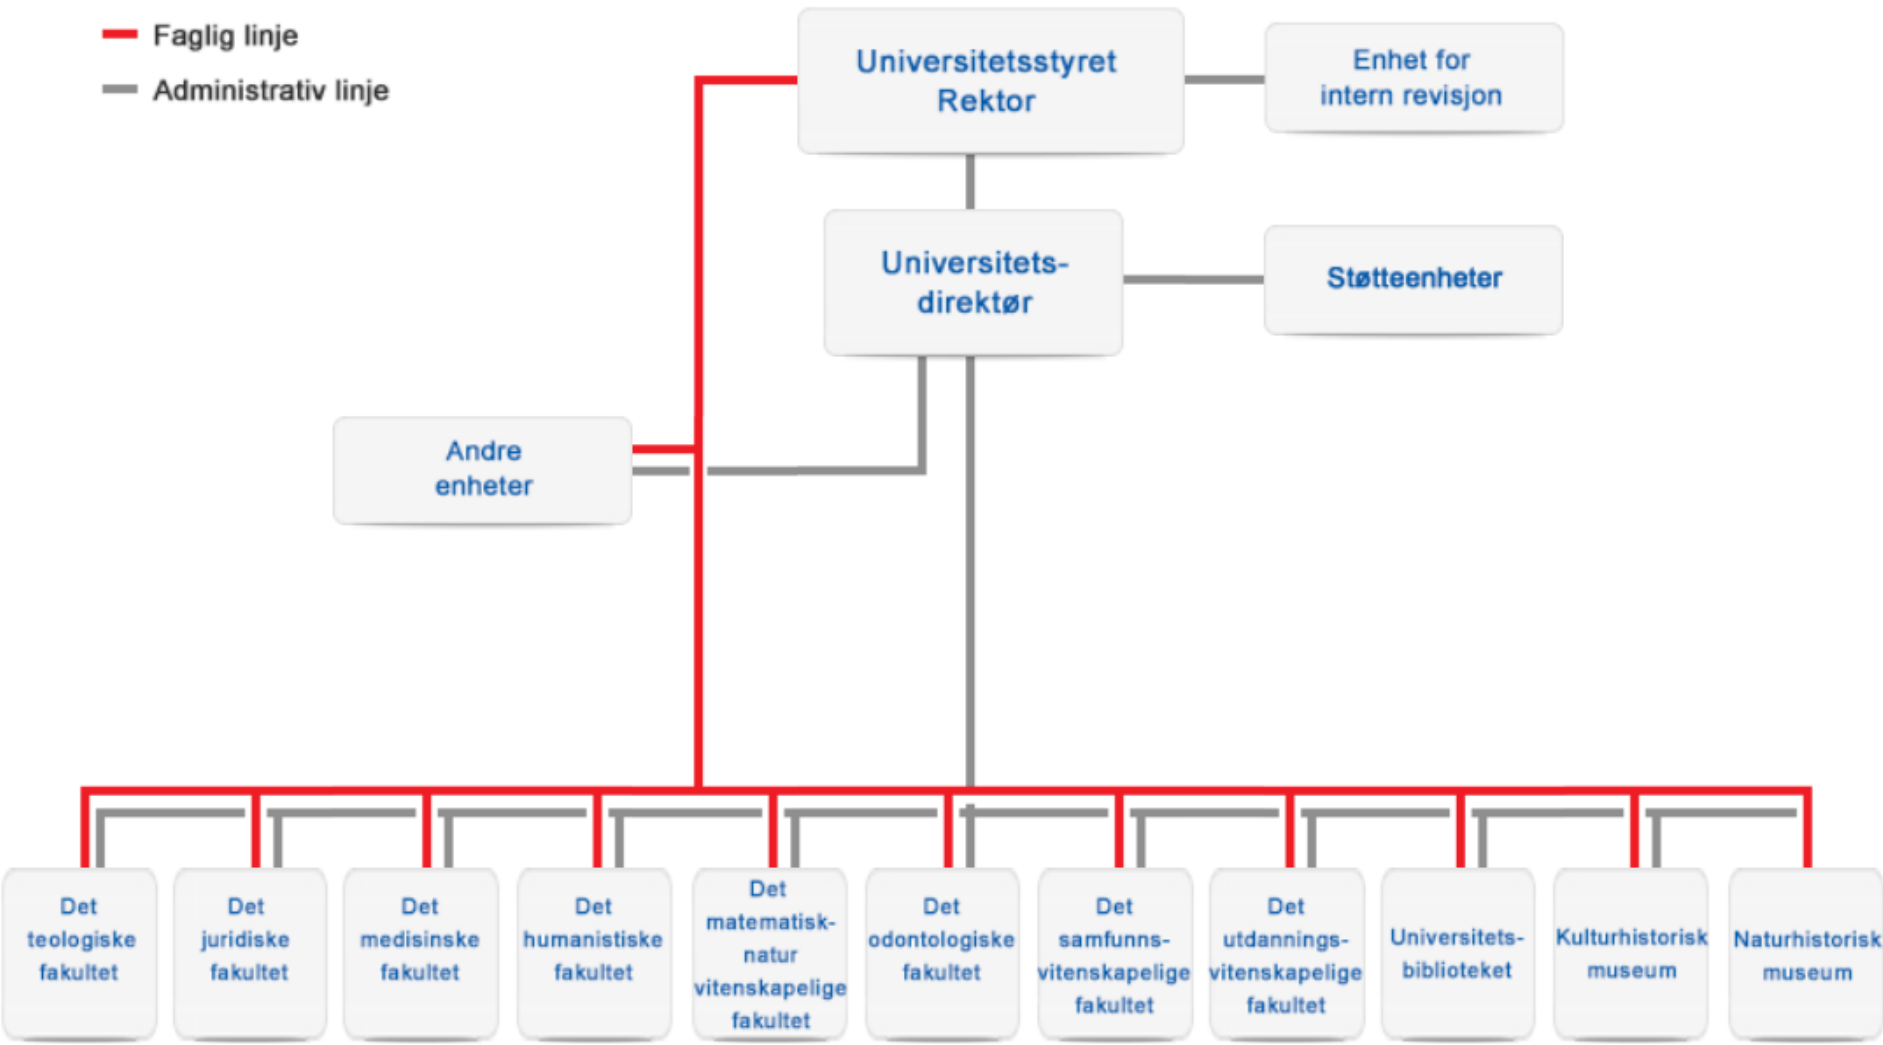 Faglig linje
Administrativ linje
Universitetsstyret
Rektor
Enhet for
intern revisjon
Universitets-
direktør
Støtteenheter
Andre
enheter
Det
teologiske
fakultet
Det
juridiske
fakultet
Det
medisinske
fakultet
Det
humanistiske
fakultet
Det
matematisk-
natur
vitenskapelige
fakultet
Det
odontologiske
fakultet
Det
samfunns-
vitenskapelige
fakultet
Det
utdannings-
vitenskapelige
fakultet
Universitets-
biblioteket
Kulturhistorisk
museum
Naturhistorisk
museum